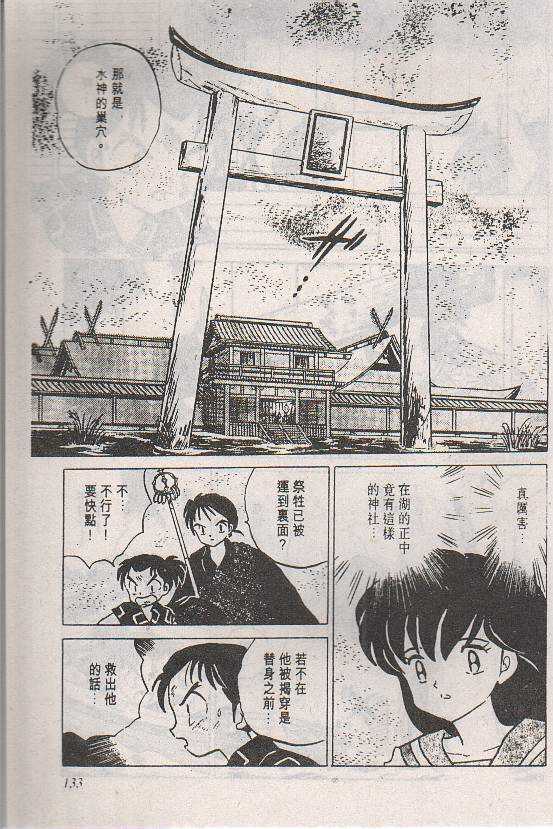 那就是
水神的巢穴。
真厲害…
在湖的正中
竟有這樣
的神社…
祭牲已被
運到裏面？
不…
不行了！
要快點！
若不在
他被揭穿是
替身之前…
救出他
的話…
133